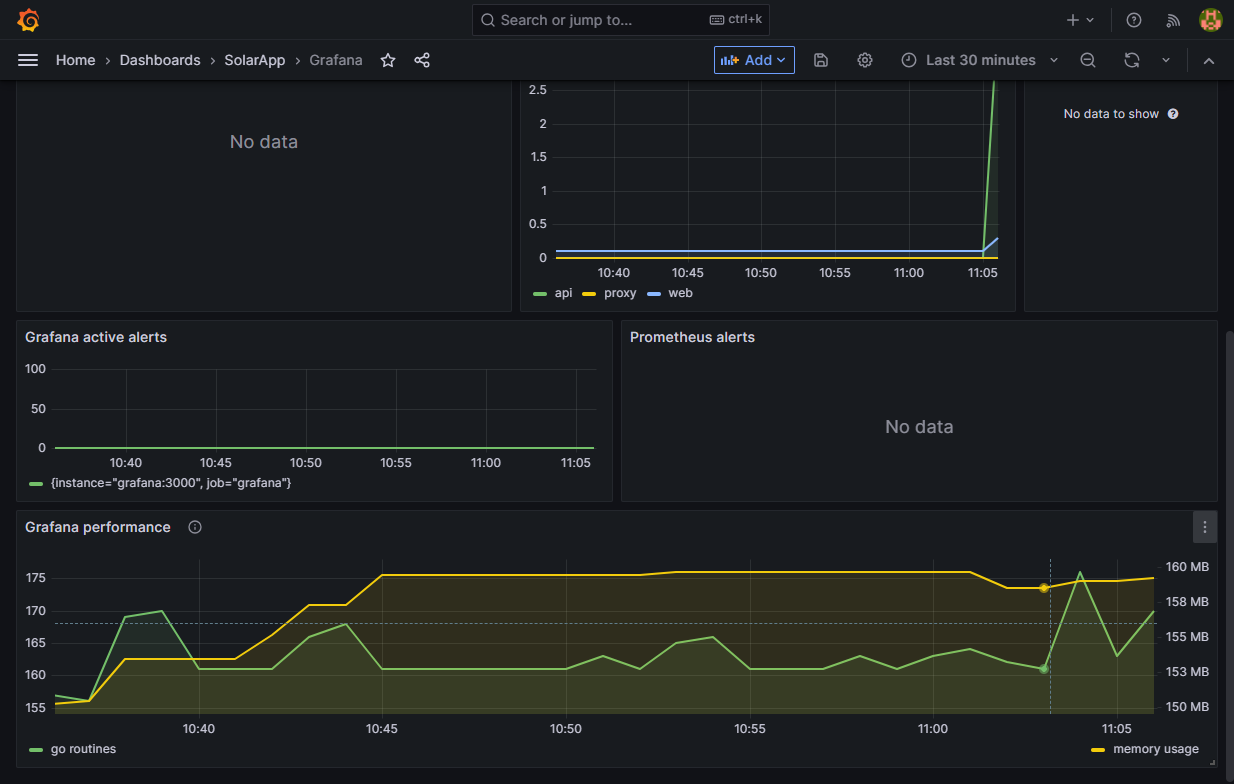 Search or jump to... ctrl+k
Home › Dashboards › SolarApp › Grafana Add Last 30 minutes
No data
2.5
2
1.5
1
0.5
0
10:40 10:45 10:50 10:55 11:00 11:05
api proxy web
No data to show
Grafana active alerts
100
50
0
10:40 10:45 10:50 10:55 11:00 11:05
{instance="grafana:3000", job="grafana"}
Prometheus alerts
No data
Grafana performance
175
170
165
160
155
160 MB
158 MB
155 MB
153 MB
150 MB
10:40 10:45 10:50 10:55 11:00 11:05
go routines memory usage